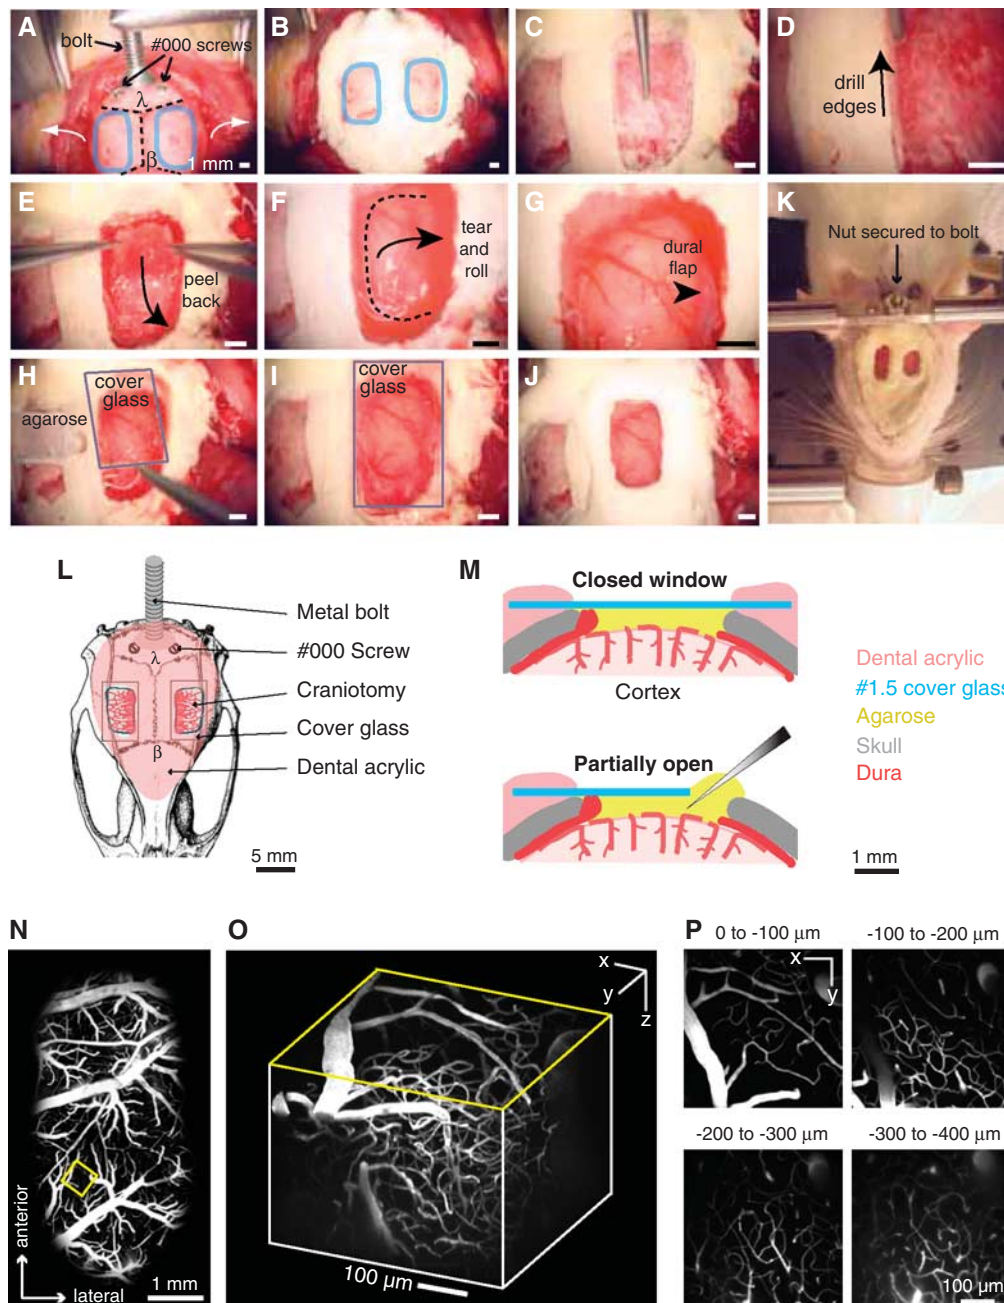 A
bolt
#000 screws
λ
β
1 mm
B
C
D
drill
edges
E
peel
back
F
tear
and
roll
G
dural
flap
K
Nut secured to bolt
H
cover
glass
agarose
I
cover
glass
J
L
Metal bolt
#000 Screw
Craniotomy
Cover glass
Dental acrylic
λ
β
5 mm
M
Closed window
Cortex
Partially open
Dental acrylic
#1.5 cover glass
Agarose
Skull
Dura
1 mm
N
anterior
lateral
1 mm
O
x
y
z
100 µm
P
0 to -100 µm
-100 to -200 µm
x
y
-200 to -300 µm
-300 to -400 µm
100 µm